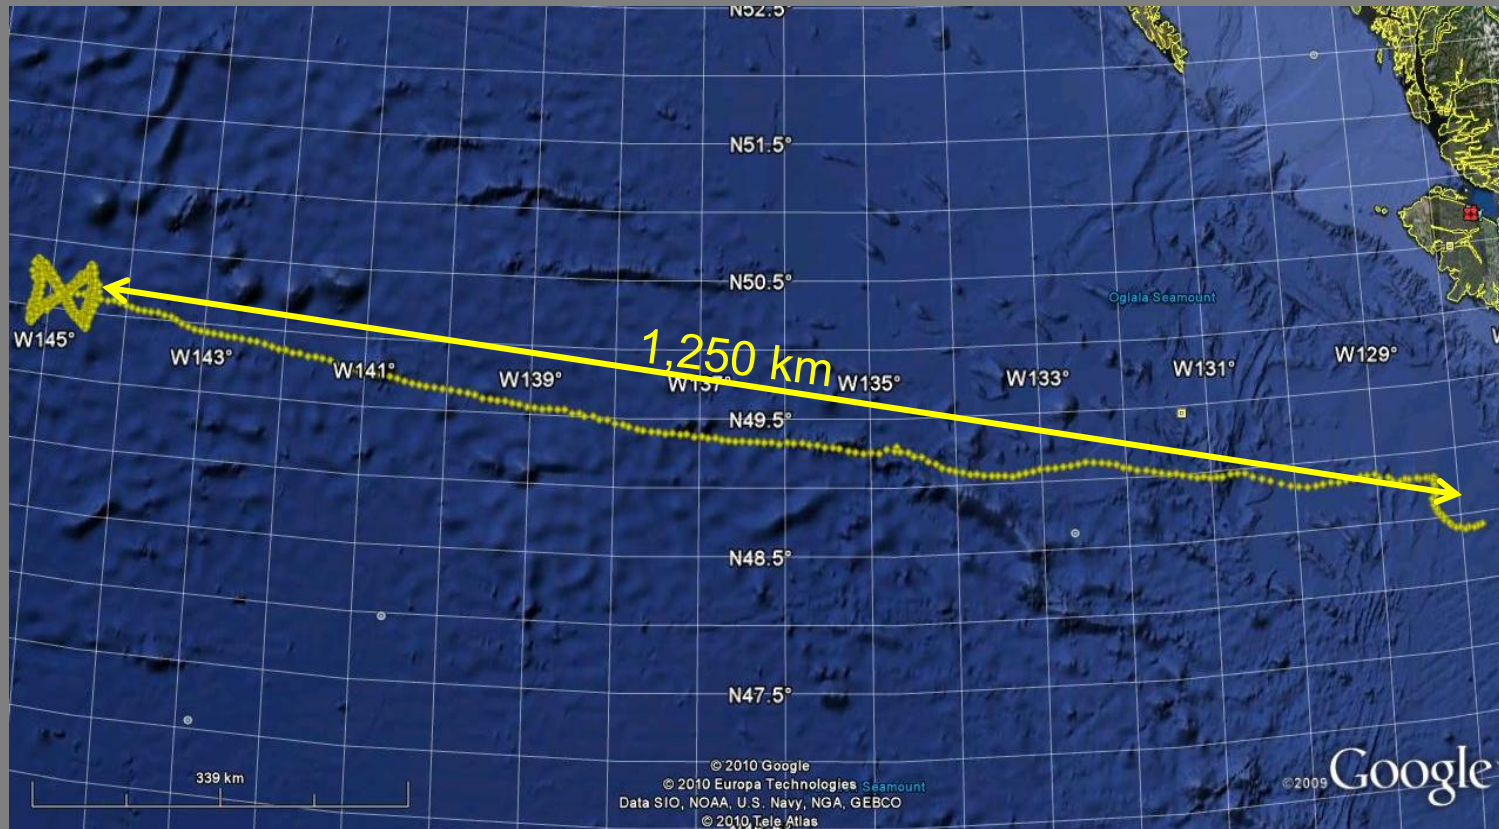 N52.5°
N51.5°
N50.5°
Oglala Seamount
W145°
W143°
W141°
W139°
1,250 km
W137°
W135°
W133°
W131°
W129°
N49.5°
N48.5°
N47.5°
339 km
© 2010 Google
© 2010 Europa Technologies
Seamount
Data SIO, NOAA, U.S. Navy, NGA, GEBCO
© 2010 Tele Atlas
©2009 Google